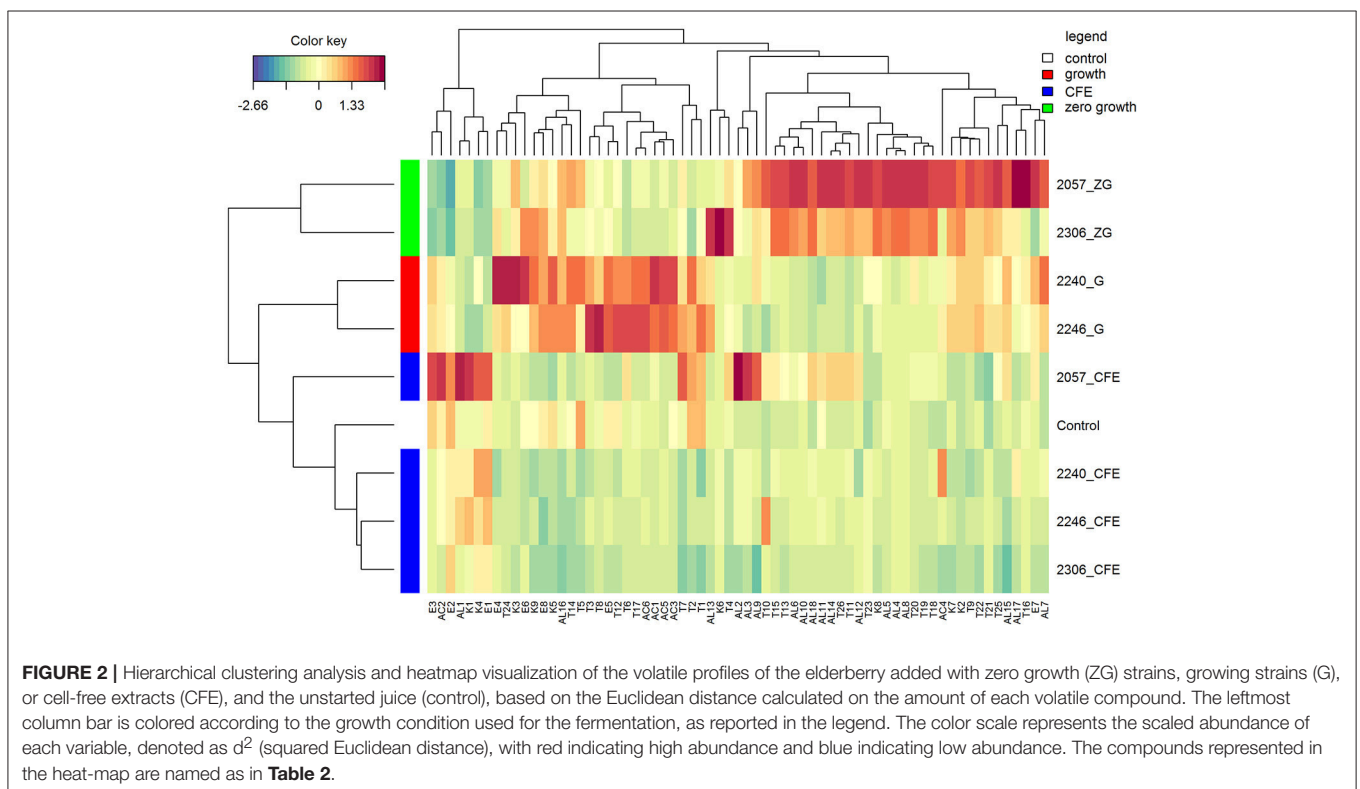 Color key
-2.66 0 1.33
legend
control
growth
CFE
zero growth
2057_ZG
2306_ZG
2240_G
2246_G
2057_CFE
Control
2240_CFE
2246_CFE
2306_CFE
E3 AC2 E2 AL1 K1 K4 E1 E4 T24 K3 E6 K9 E8 K5 AL16 T14 T5 T3 T8 E5 T12 T6 T17 AC6 AC1 AC5 AC3 T7 T2 T1 AL13 K6 T4 AL2 AL3 AL9 T10 T15 T13 AL6 AL10 AL18 AL11 AL14 T26 T11 AL12 T23 K8 AL5 AL4 AL8 T20 T19 T18 AC4 K7 K2 T9 T22 T21 T25 AL15 AL17 T16 E7 AL7
FIGURE 2 | Hierarchical clustering analysis and heatmap visualization of the volatile profiles of the elderberry added with zero growth (ZG) strains, growing strains (G),
or cell-free extracts (CFE), and the unstarted juice (control), based on the Euclidean distance calculated on the amount of each volatile compound. The leftmost
column bar is colored according to the growth condition used for the fermentation, as reported in the legend. The color scale represents the scaled abundance of
each variable, denoted as d² (squared Euclidean distance), with red indicating high abundance and blue indicating low abundance. The compounds represented in
the heat-map are named as in Table 2.